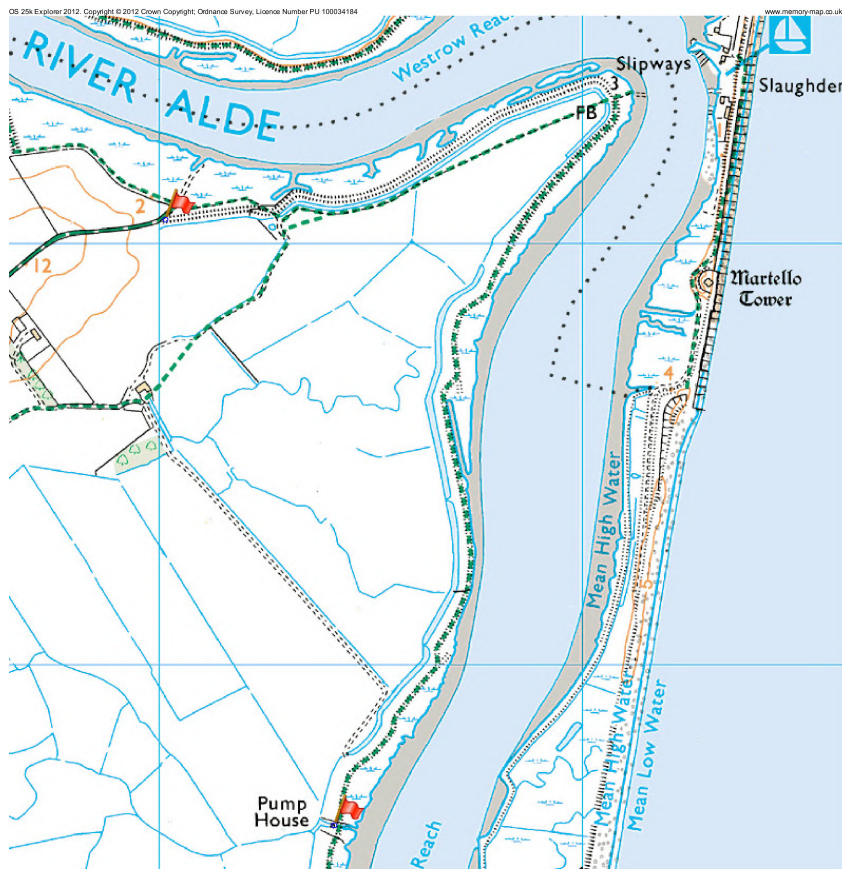 OS 25k Explorer 2012. Copyright © 2012 Crown Copyright; Ordnance Survey, Licence Number PU 100034184
www.memory-map.co.uk
RIVER ALDE
Westrow Reach
Slipways
3
FB
Slaughden
1
2
12
Martello
Tower
4
Mean High Water
5
Mean High Water
Mean Low Water
Pump
House
Reach